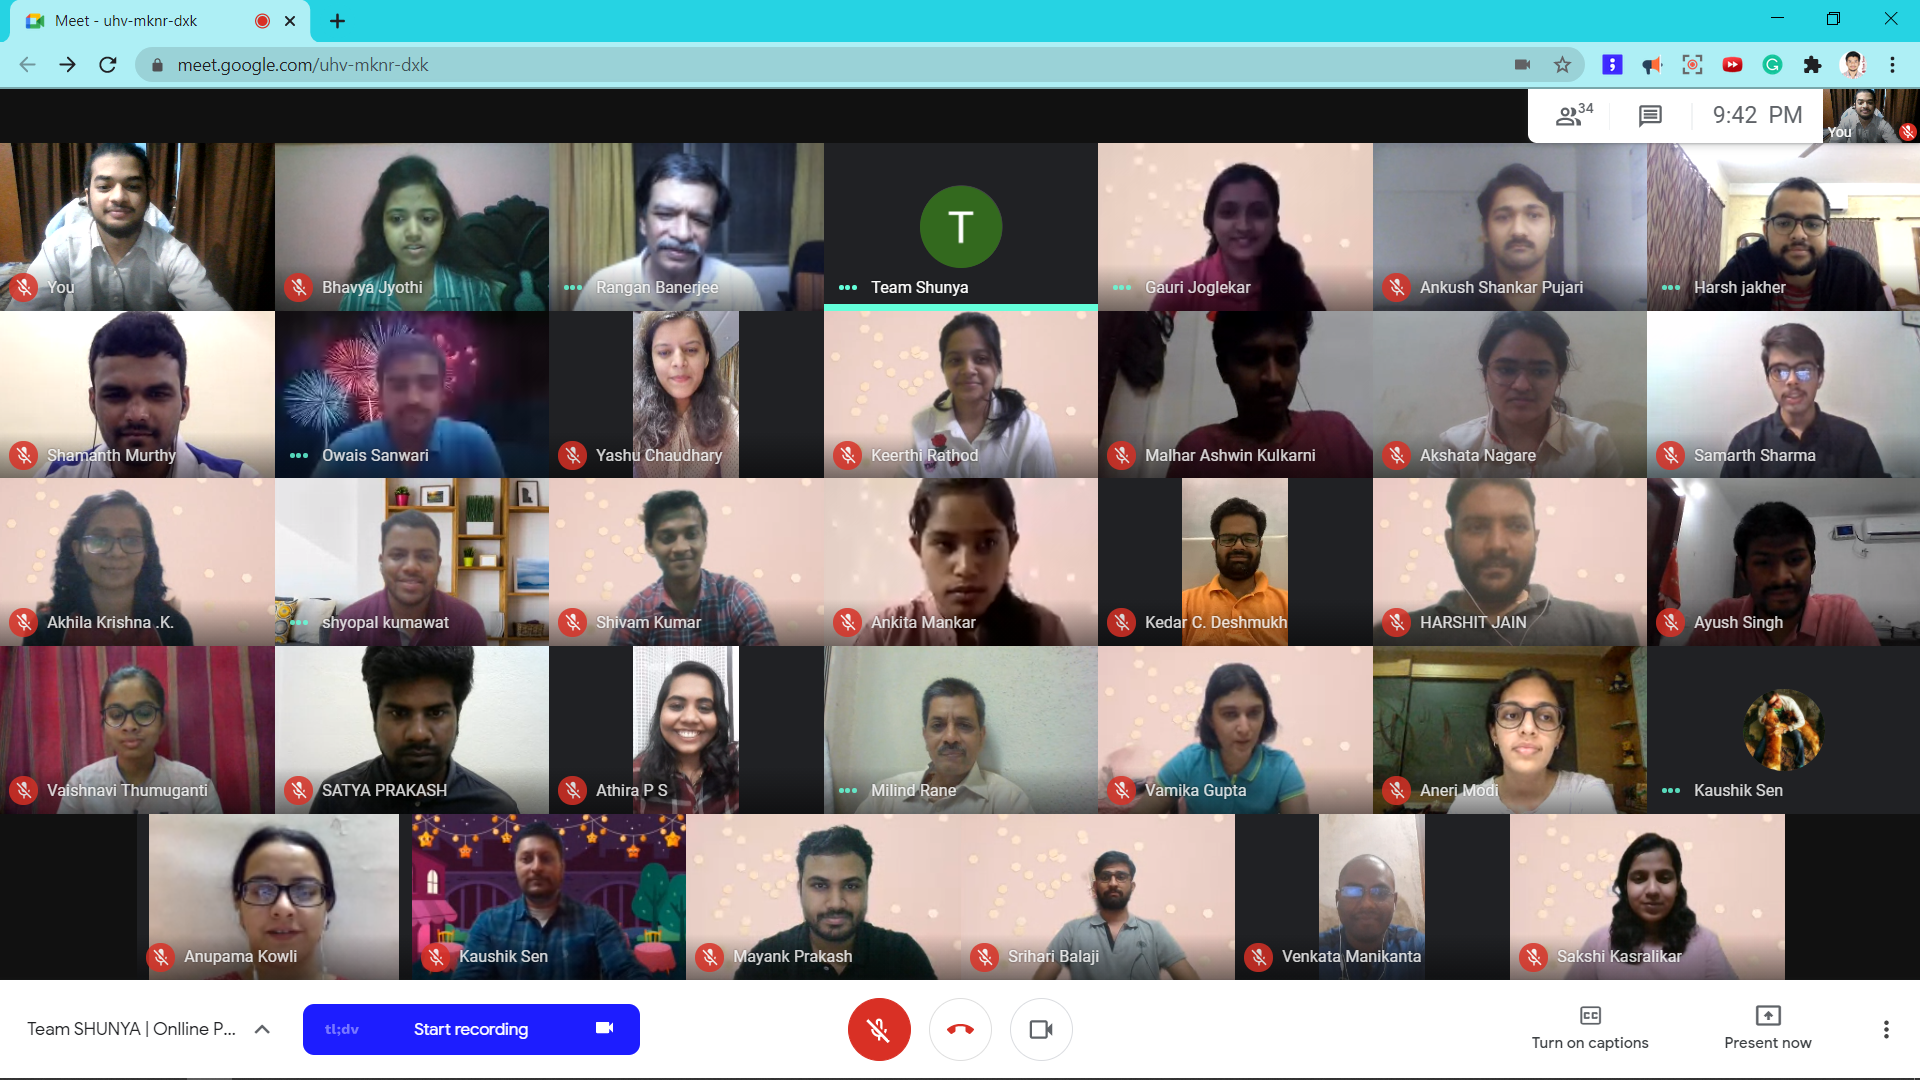 Meet - uhv-mknr-dxk
meet.google.com/uhv-mknr-dxk
34
9:42 PM
You
You
Bhavya Jyothi
Rangan Banerjee
T
Team Shunya
Gauri Joglekar
Ankush Shankar Pujari
Harsh jakher
Shamanth Murthy
Owais Sanwari
Yashu Chaudhary
Keerthi Rathod
Malhar Ashwin Kulkarni
Akshata Nagare
Samarth Sharma
Akhila Krishna .K.
shyopal kumawat
Shivam Kumar
Ankita Mankar
Kedar C. Deshmukh
HARSHIT JAIN
Ayush Singh
Vaishnavi Thumuganti
SATYA PRAKASH
Athira P S
Milind Rane
Vamika Gupta
Aneri Modi
Kaushik Sen
Anupama Kowli
Kaushik Sen
Mayank Prakash
Srihari Balaji
Venkata Manikanta
Sakshi Kasralikar
Team SHUNYA | Onlline P...
tl;dv
Start recording
CC
Turn on captions
Present now